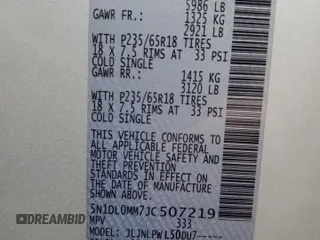 5986 LB
GAWR FR.: 1325 KG
2921 LB
WITH P235/65R18 TIRES
18 X 7.5 RIMS AT 33 PSI
COLD SINGLE
GAWR RR.: 1415 KG
3120 LB
WITH P235/65R18 TIRES
18 X 7.5 RIMS AT 33 PSI
COLD SINGLE
THIS VEHICLE CONFORMS TO
ALL APPLICABLE FEDERAL
MOTOR VEHICLE SAFETY AND
THEFT PREVENTION
STANDARDS IN EFFECT ON THE
DATE OF MANUFACTURE
SHOWN ABOVE.
5N1DL0MM7JC507219
MPV 333
MODEL: JLJNLPWL50DU7-----